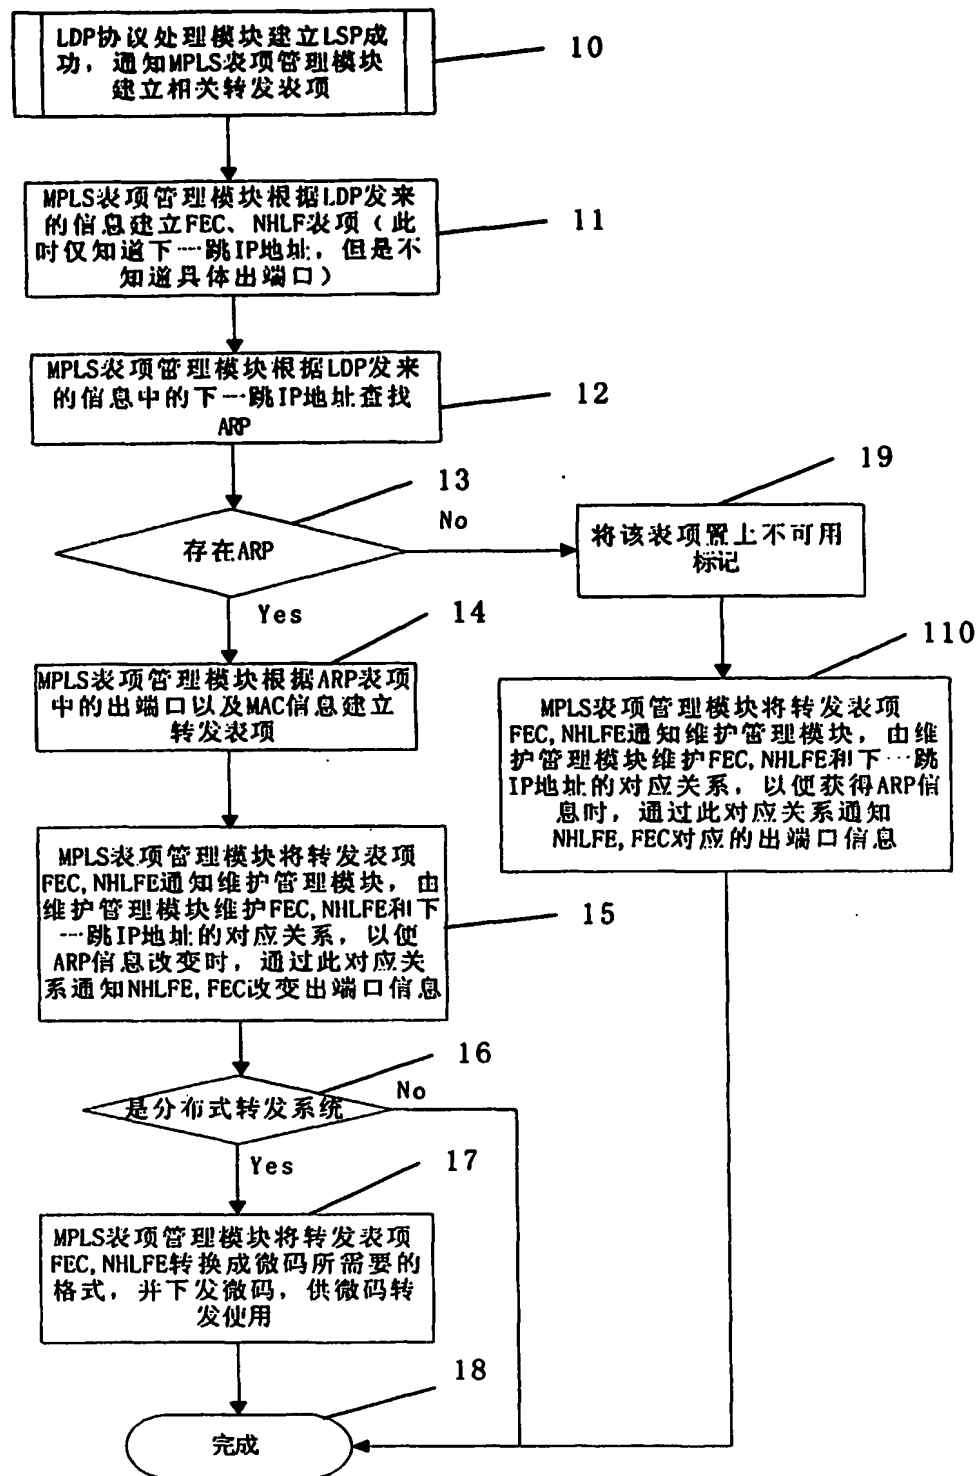 LDP协议处理模块建立LSP成
功，通知MPLS表项管理模块
建立相关转发表项
10
MPLS表项管理模块根据LDP发来
的信息建立FEC、NHLF表项（此
时仅知道下一跳IP地址，但是不
知道具体出端口）
11
MPLS表项管理模块根据LDP发来
的信息中的下一跳IP地址查找
ARP
12
存在ARP
13
No
Yes
将该表项置上不可用
标记
19
MPLS表项管理模块根据ARP表项
中的出端口以及MAC信息建立
转发表项
14
MPLS表项管理模块将转发表项
FEC,NHLFE通知维护管理模块，由维
护管理模块维护FEC,NHLFE和下一跳
IP地址的对应关系，以便获得ARP信
息时，通过此对应关系通知
NHLFE,FEC对应的出端口信息
110
MPLS表项管理模块将转发表项
FEC,NHLFE通知维护管理模块，由
维护管理模块维护FEC,NHLFE和下
一跳IP地址的对应关系，以便
ARP信息改变时，通过此对应关
系通知NHLFE,FEC改变出端口信息
15
是分布式转发系统
16
No
Yes
MPLS表项管理模块将转发表项
FEC,NHLFE转换成微码所需要的
格式，并下发微码，供微码转
发使用
17
完成
18